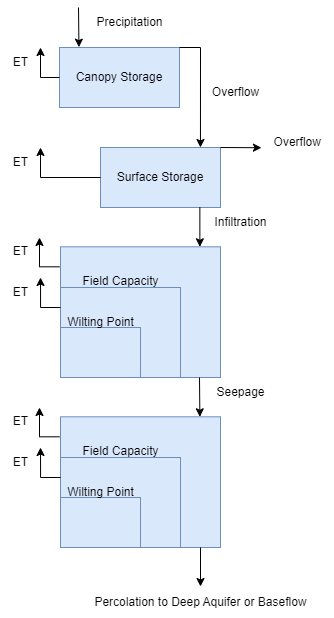 Precipitation
ET
Canopy Storage
Overflow
Overflow
ET
Surface Storage
Infiltration
ET
Field Capacity
ET
Wilting Point
Seepage
ET
Field Capacity
ET
Wilting Point
Percolation to Deep Aquifer or Baseflow